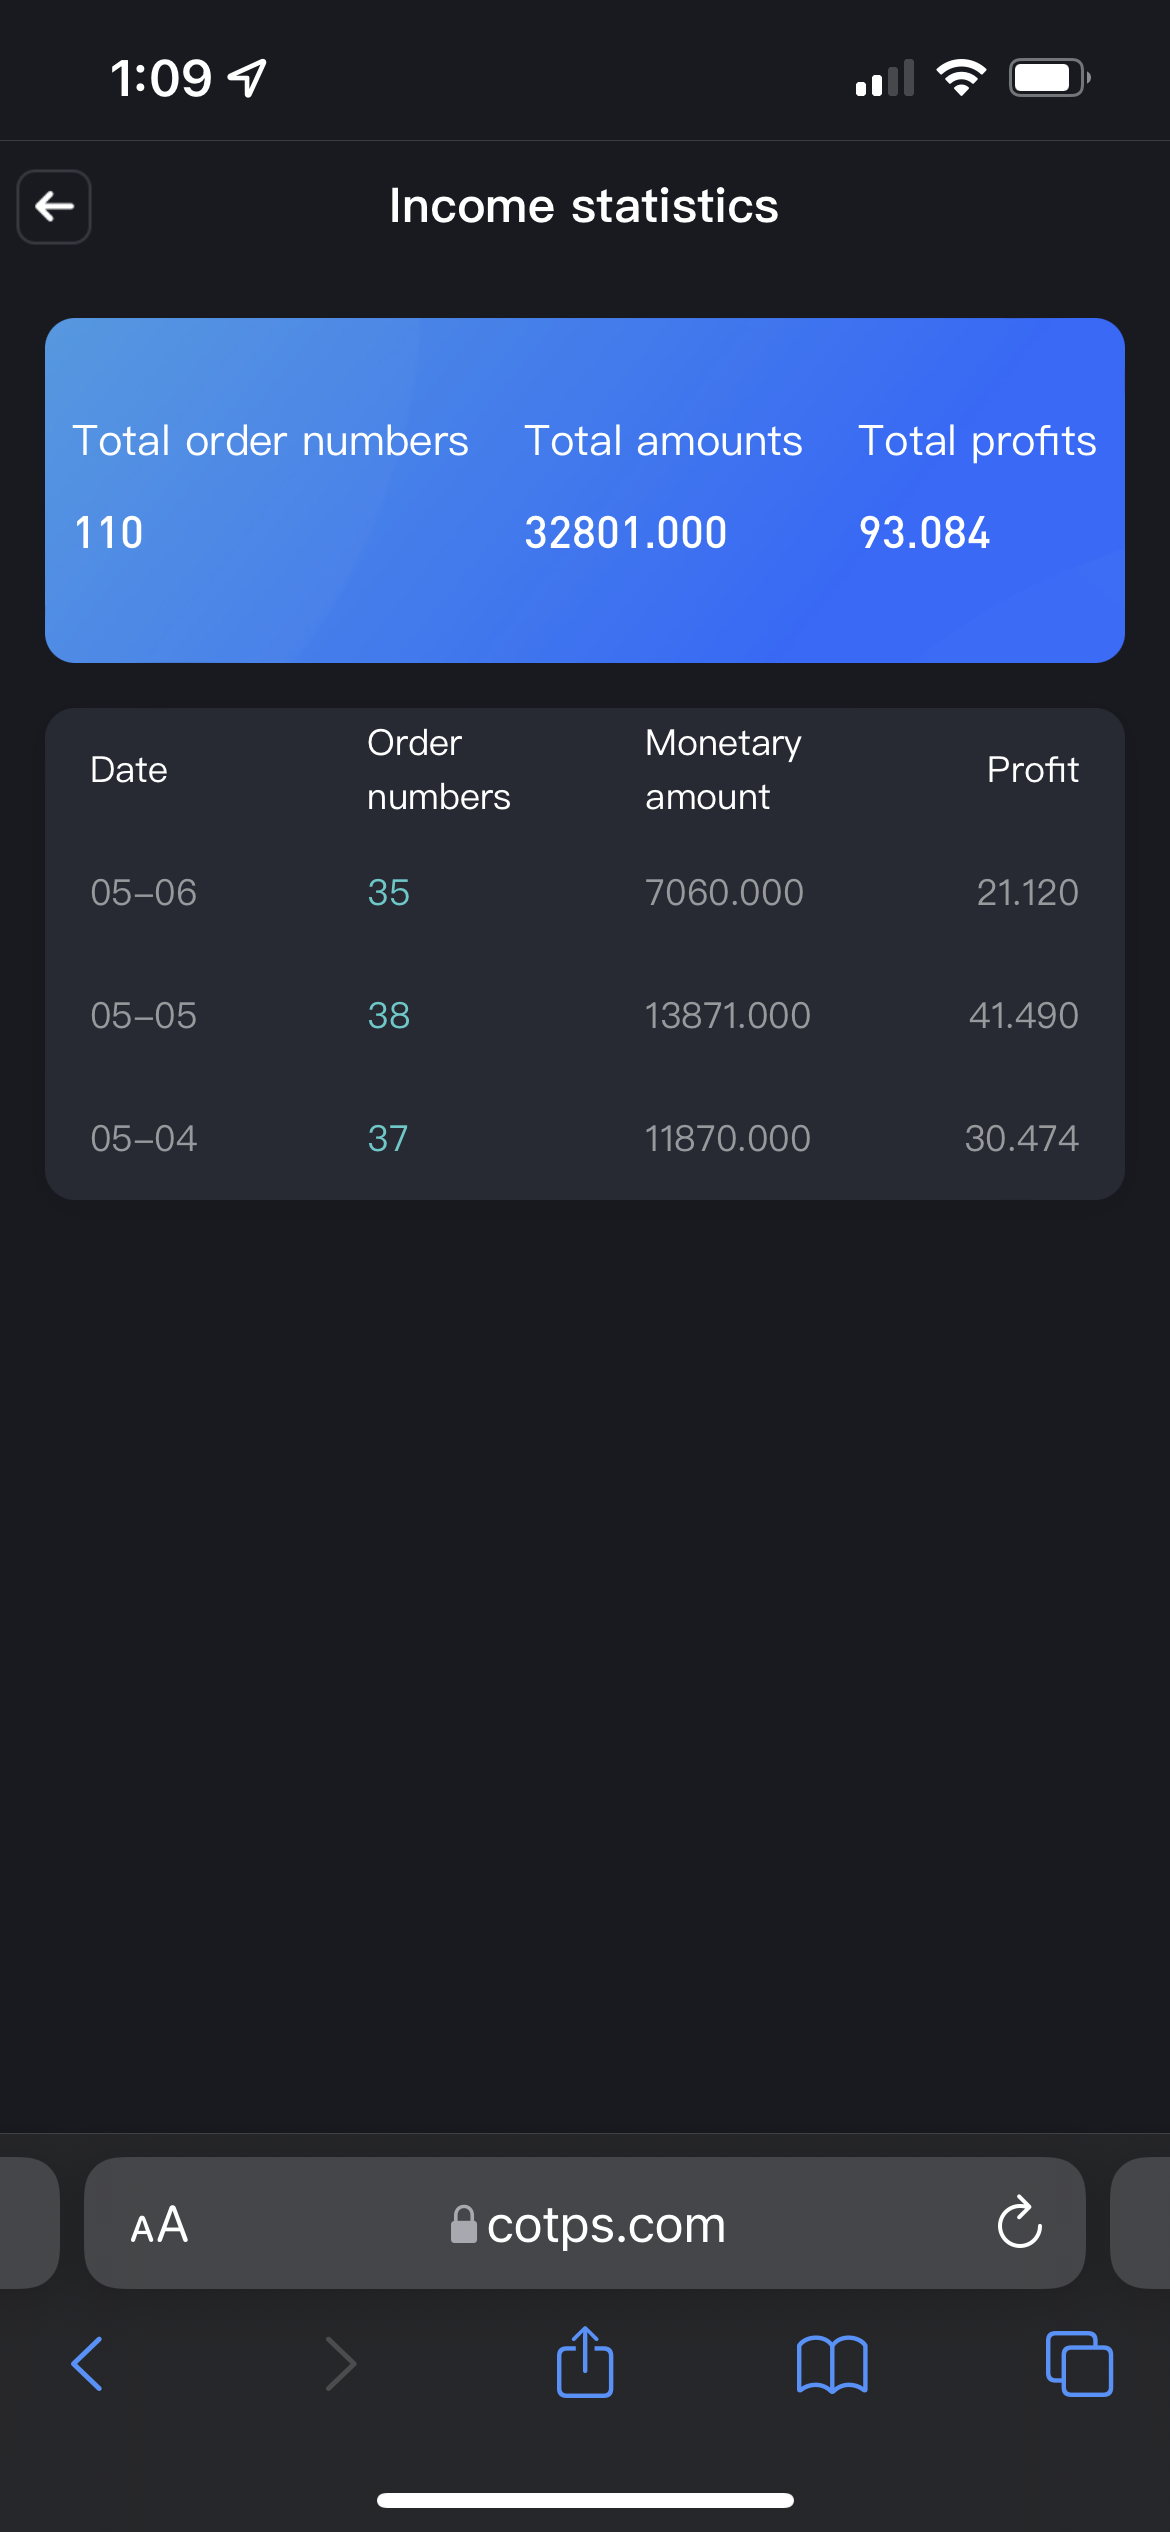 1:09
Income statistics
Total order numbers Total amounts Total profits
110 32801.000 93.084
Date Order numbers Monetary amount Profit
05-06 35 7060.000 21.120
05-05 38 13871.000 41.490
05-04 37 11870.000 30.474
AA cotps.com